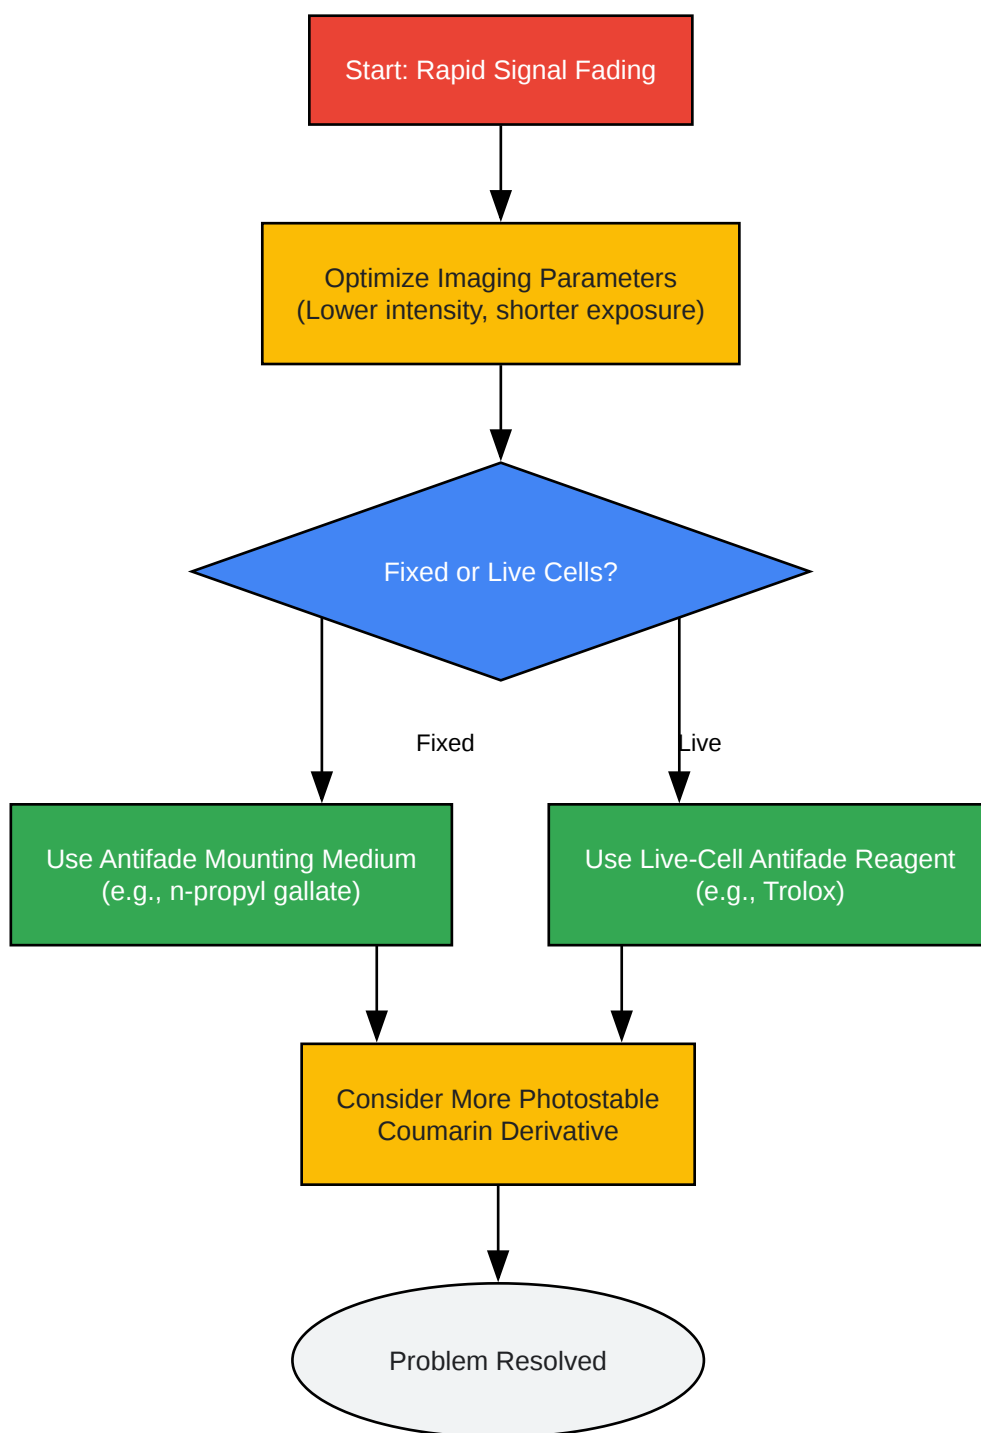 Start: Rapid Signal Fading
Optimize Imaging Parameters
(Lower intensity, shorter exposure)
Fixed or Live Cells?
Fixed
Live
Use Antifade Mounting Medium
(e.g., n-propyl gallate)
Use Live-Cell Antifade Reagent
(e.g., Trolox)
Consider More Photostable
Coumarin Derivative
Problem Resolved